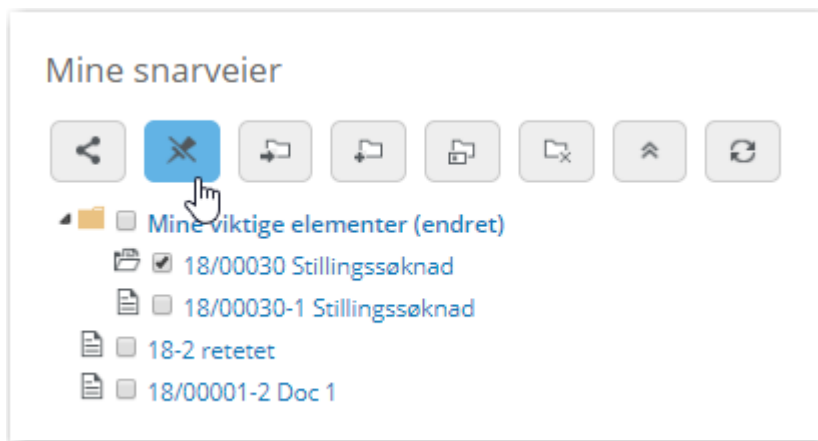 Mine snarveier
Mine viktige elementer (endret)
18/00030 Stillingssøknad
18/00030-1 Stillingssøknad
18-2 retetet
18/00001-2 Doc 1